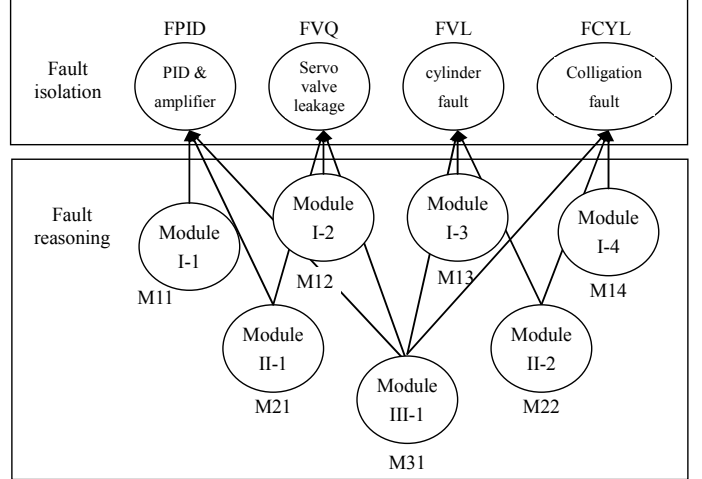 FPID
FVQ
FVL
FCYL
Fault
isolation
PID &
amplifier
Servo
valve
leakage
cylinder
fault
Colligation
fault
Fault
reasoning
Module
I-1
M11
Module
I-2
M12
Module
I-3
M13
Module
I-4
M14
Module
II-1
M21
Module
III-1
M31
Module
II-2
M22